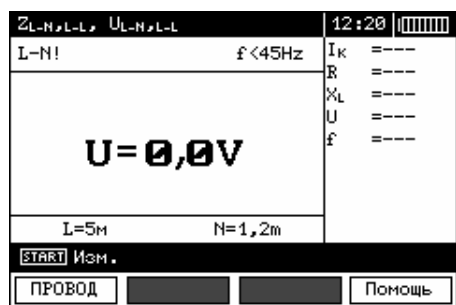 ZL-N,L-L, UL-N,L-L 12:20
L-N! f<45Hz
IK =---
R =---
XL =---
U =---
f =---
U=0,0V
L=5м N=1,2m
START Изм.
ПРОВОД Помощь